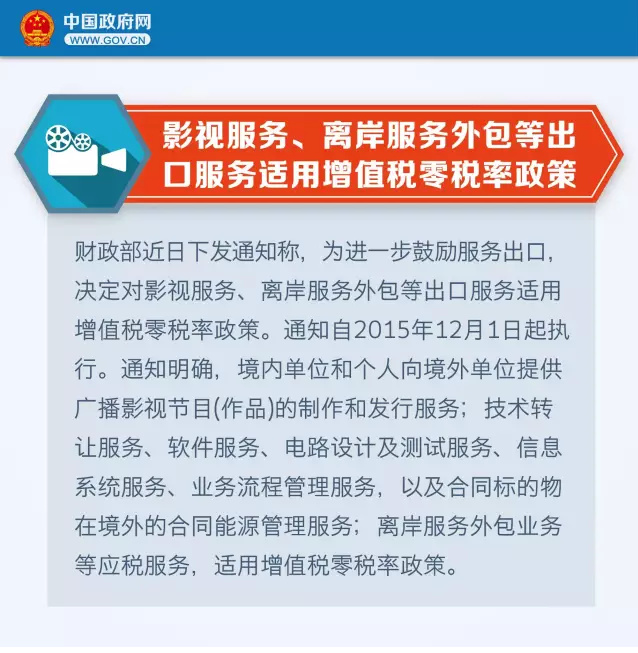 中国政府网
WWW.GOV.CN
影视服务、离岸服务外包等出
口服务适用增值税零税率政策
财政部近日下发通知称，为进一步鼓励服务出口，
决定对影视服务、离岸服务外包等出口服务适用
增值税零税率政策。通知自2015年12月1日起执
行。通知明确，境内单位和个人向境外单位提供
广播影视节目(作品)的制作和发行服务；技术转
让服务、软件服务、电路设计及测试服务、信息
系统服务、业务流程管理服务，以及合同标的物
在境外的合同能源管理服务；离岸服务外包业务
等应税服务，适用增值税零税率政策。